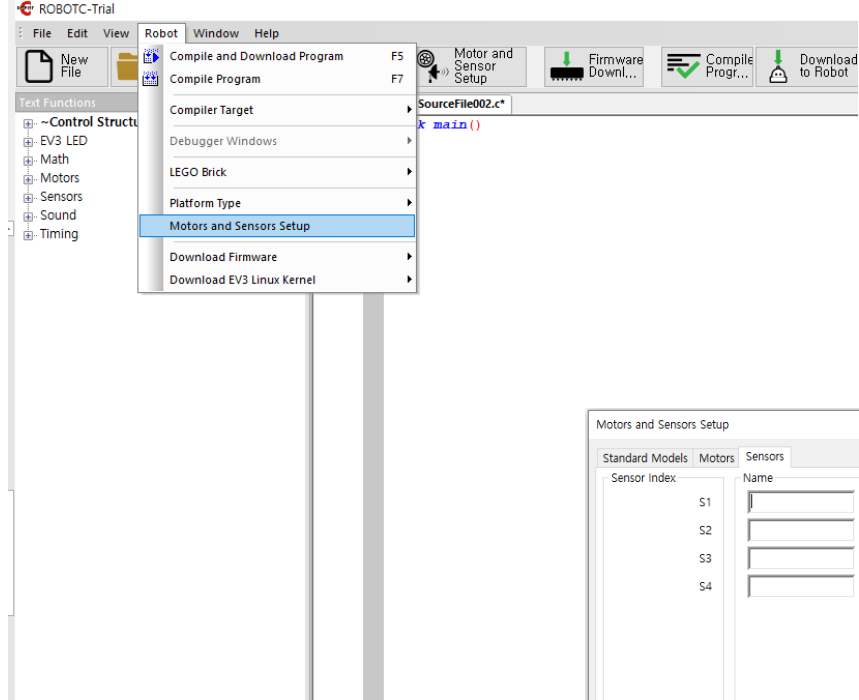 ROBOTC-Trial
File Edit View Robot Window Help
New File
Compile and Download Program F5
Compile Program F7
Compiler Target
Debugger Windows
LEGO Brick
Platform Type
Motors and Sensors Setup
Download Firmware
Download EV3 Linux Kernel
Motor and Sensor Setup
Firmware Downl...
Compile Progr...
Download to Robot
Text Functions
~Control Structu
EV3 LED
Math
Motors
Sensors
Sound
Timing
SourceFile002.c*
k main()
Motors and Sensors Setup
Standard Models Motors Sensors
Sensor Index Name
S1
S2
S3
S4